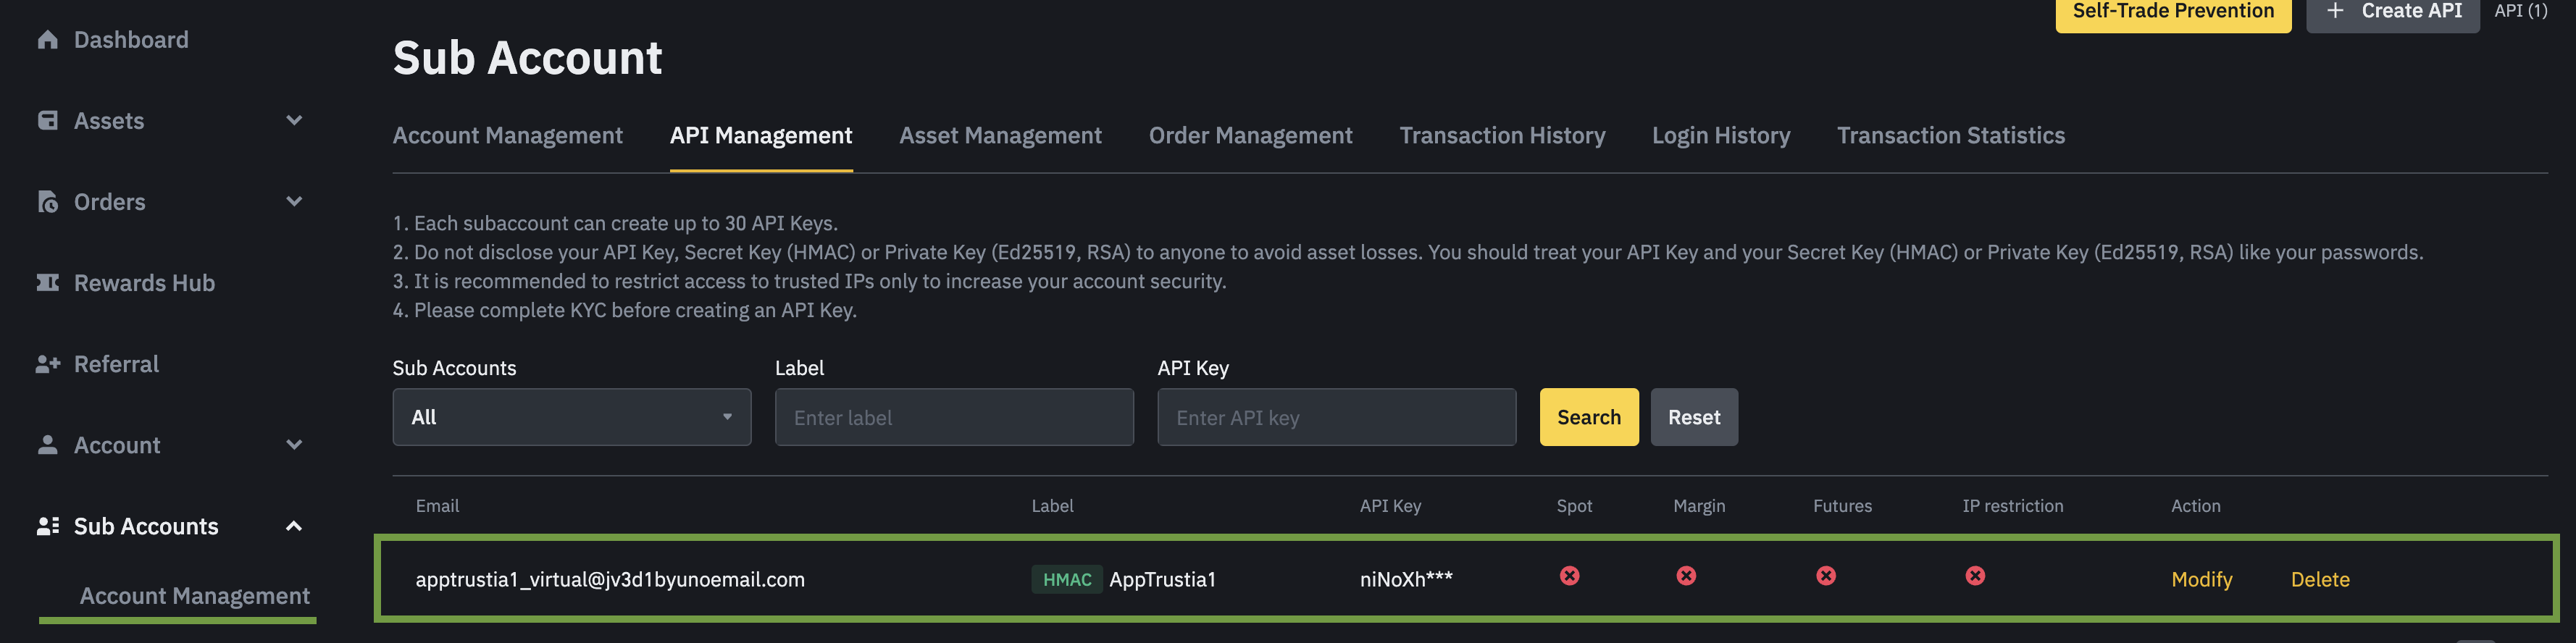 Dashboard
Assets
Orders
Rewards Hub
Referral
Account
Sub Accounts
Account Management
Self-Trade Prevention
+ Create API
API (1)
Sub Account
Account Management API Management Asset Management Order Management Transaction History Login History Transaction Statistics
1. Each subaccount can create up to 30 API Keys.
2. Do not disclose your API Key, Secret Key (HMAC) or Private Key (Ed25519, RSA) to anyone to avoid asset losses. You should treat your API Key and your Secret Key (HMAC) or Private Key (Ed25519, RSA) like your passwords.
3. It is recommended to restrict access to trusted IPs only to increase your account security.
4. Please complete KYC before creating an API Key.
Sub Accounts Label API Key
All Enter label Enter API key Search Reset
Email Label API Key Spot Margin Futures IP restriction Action
apptrustia1_virtual@jv3d1byunoemail.com HMAC AppTrustia1 niNoXh*** Modify Delete